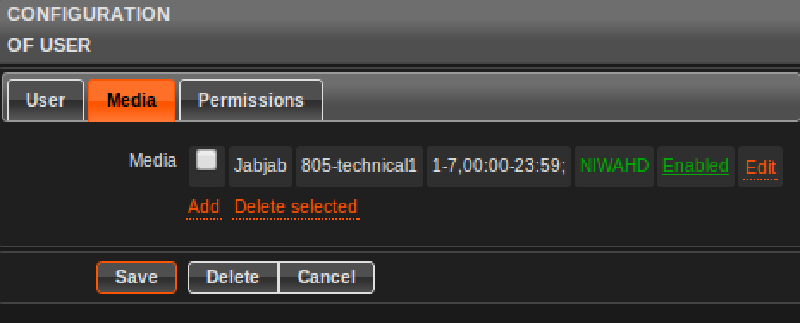 CONFIGURATION
OF USER
User Media Permissions
Media Jabjab 805-technical1 1-7,00:00-23:59; NIWAHD Enabled Edit
Add Delete selected
Save Delete Cancel